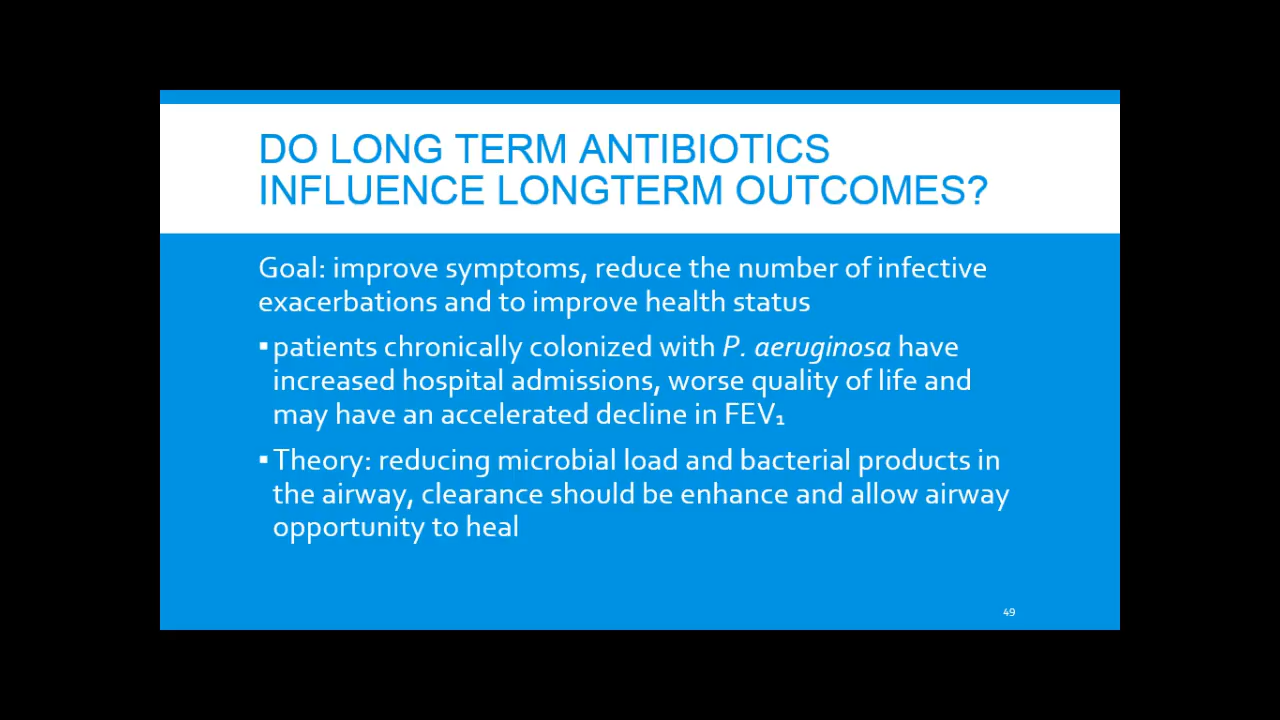 DO LONG TERM ANTIBIOTICS
INFLUENCE LONGTERM OUTCOMES?
Goal: improve symptoms, reduce the number of infective
exacerbations and to improve health status
▪patients chronically colonized with P. aeruginosa have
increased hospital admissions, worse quality of life and
may have an accelerated decline in FEV₁
▪Theory: reducing microbial load and bacterial products in
the airway, clearance should be enhance and allow airway
opportunity to heal
49